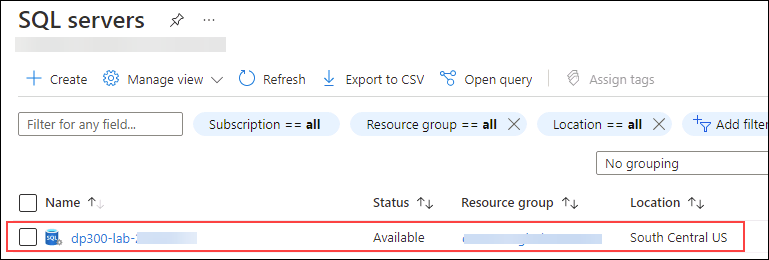 SQL servers
Create Manage view Refresh Export to CSV Open query Assign tags
Filter for any field... Subscription == all Resource group == all Location == all Add filter
No grouping
Name Status Resource group Location
SQL dp300-lab- Available South Central US